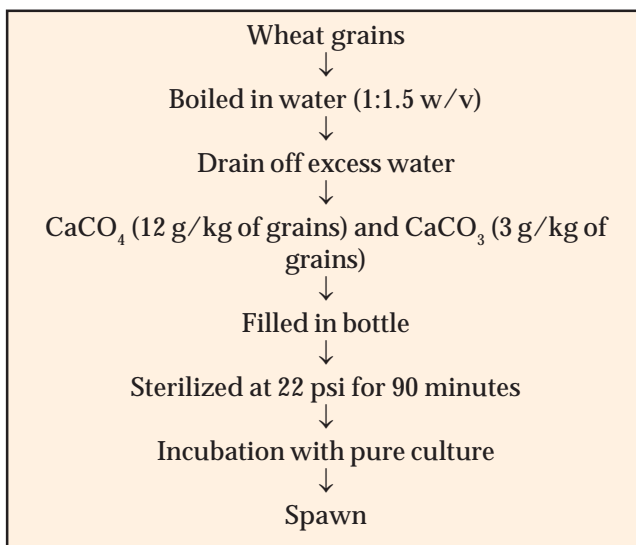 Wheat grains
↓
Boiled in water (1:1.5 w/v)
↓
Drain off excess water
↓
CaCO₄ (12 g/kg of grains) and CaCO₃ (3 g/kg of
grains)
↓
Filled in bottle
↓
Sterilized at 22 psi for 90 minutes
↓
Incubation with pure culture
↓
Spawn